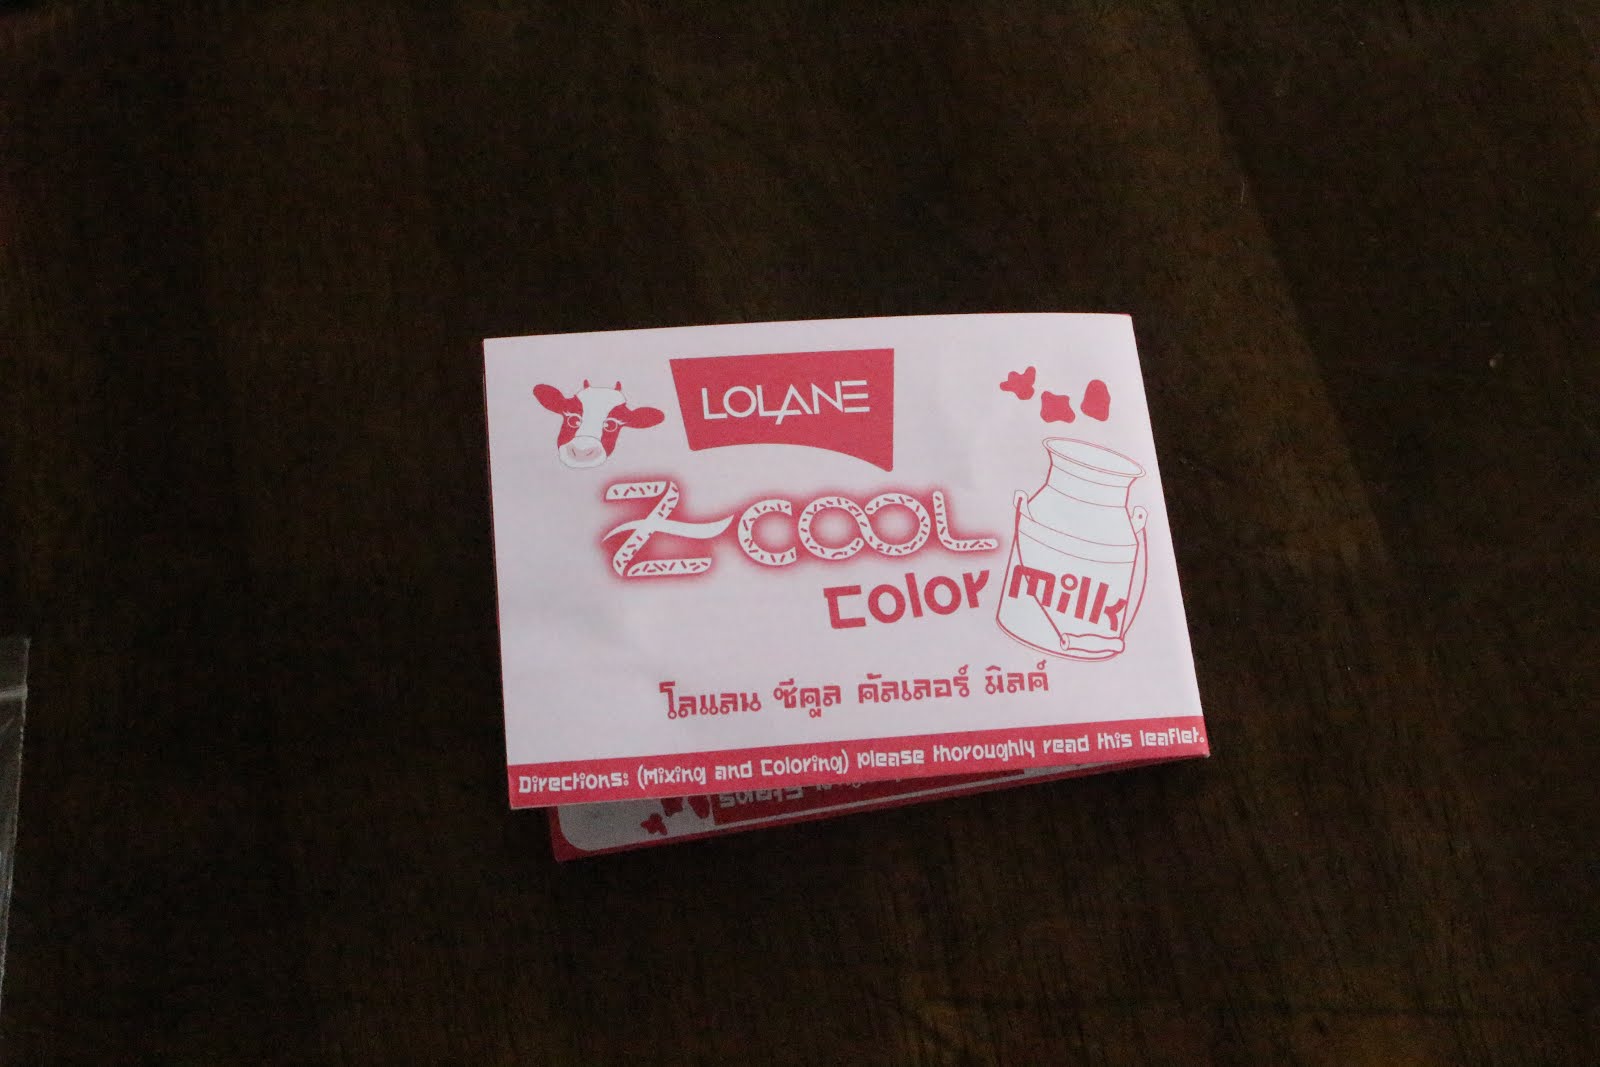 LOLANE
Z-COOL
Color milk
โลแลน ซีคูล คัลเลอร์ มิลค์
Directions: (Mixing and Coloring) please thoroughly read this leaflet.